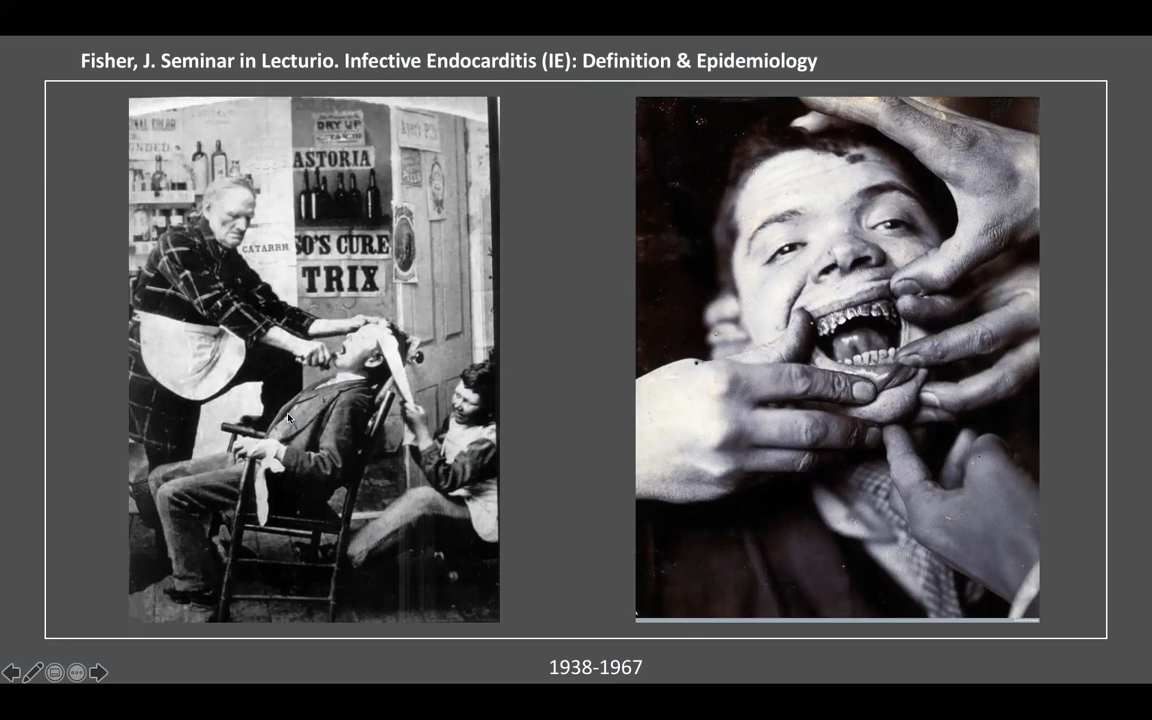 Fisher, J. Seminar in Lecturio. Infective Endocarditis (IE): Definition & Epidemiology
DRY UP
ASTORIA
CATARRH
SO'S CURE
TRIX
1938-1967